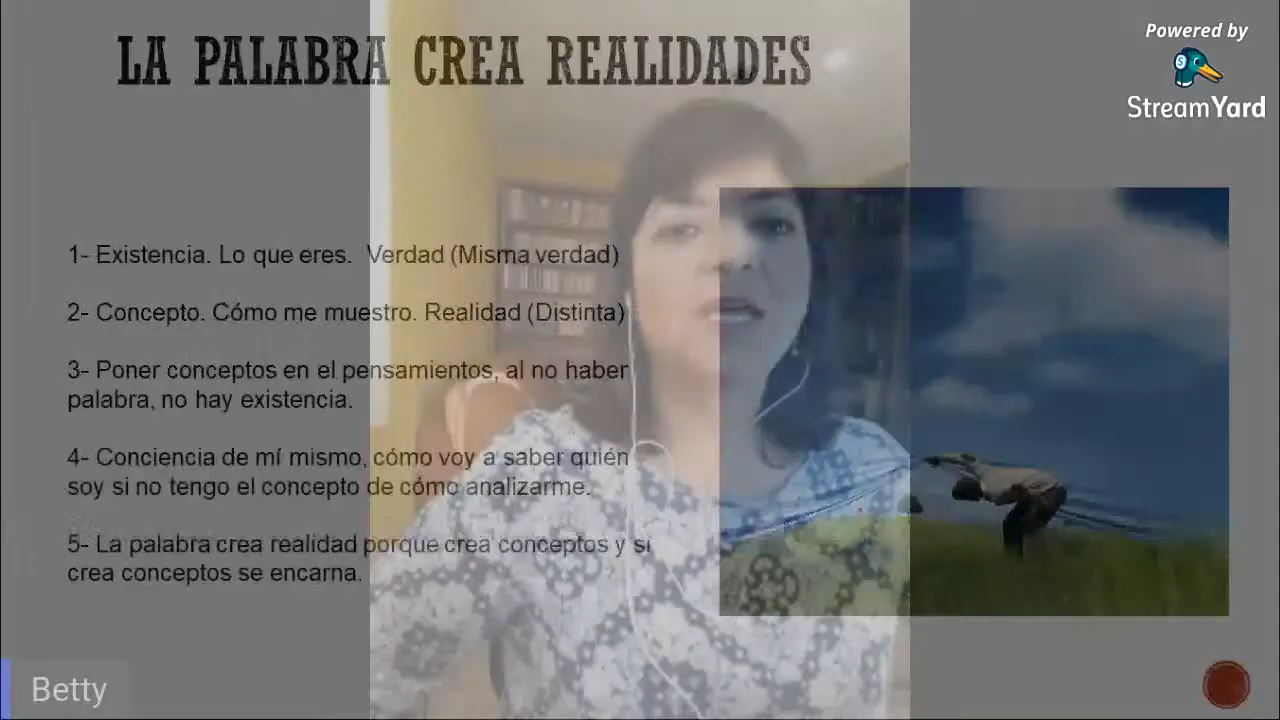 LA PALABRA CREA REALIDADES
Powered by
StreamYard
1- Existencia. Lo que eres. Verdad (Misma verdad)
2- Concepto. Cómo me muestro. Realidad (Distinta)
3- Poner conceptos en el pensamientos, al no haber
palabra, no hay existencia.
4- Conciencia de mí mismo, cómo voy a saber quién
soy si no tengo el concepto de cómo analizarme.
5- La palabra crea realidad porque crea conceptos y si
crea conceptos se encarna.
Betty